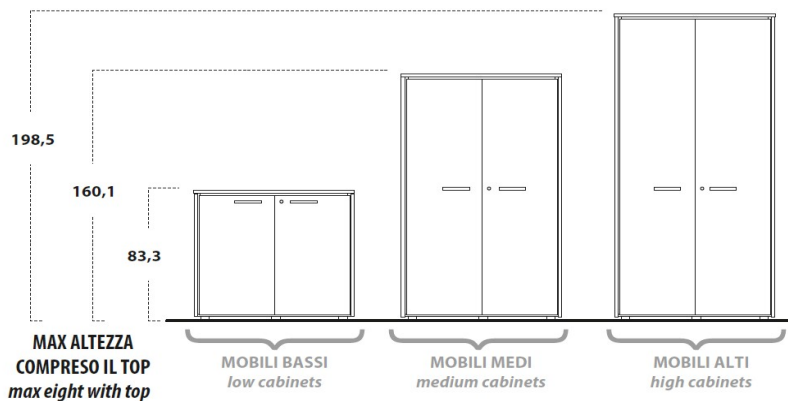 198,5
160,1
83,3
MAX ALTEZZA
COMPRESO IL TOP
max eight with top
MOBILI BASSI
low cabinets
MOBILI MEDI
medium cabinets
MOBILI ALTI
high cabinets